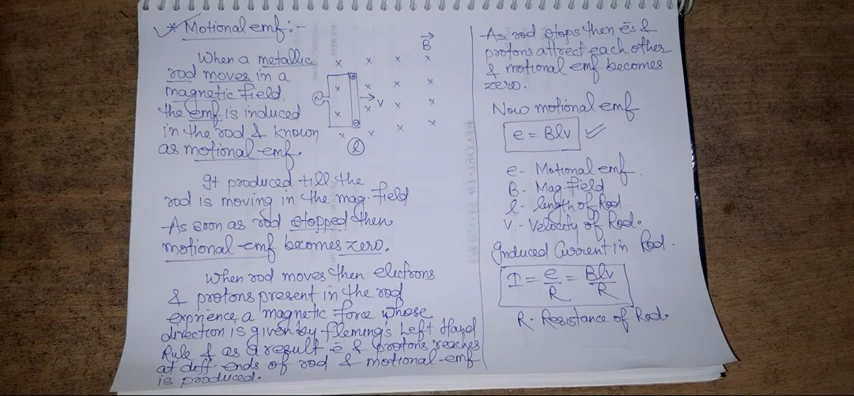 * Motional emf :-
When a metallic
rod moves in a
magnetic field.
the emf is induced
in the rod & known
as motional-emf.
B
v
l
It produced till the
rod is moving in the mag. field
As soon as rod stopped then
motional-emf becomes zero.
When rod moves then electrons
& protons present in the rod
exprience a magnetic force whose
direction is given by Fleming's Left Hand
Rule & as a result ē & protons reaches
at diff ends of rod & motional-emf
is produced.
As rod stops then ēs &
protons attract each other
& motional emf becomes
zero.
Now motional emf
e = Blv
e - Motional emf.
B - Mag field
l - length of Rod
V - Velocity of Rod.
Induced Current in Rod.
I = e/R = Blv/R
R - Resistance of Rod.